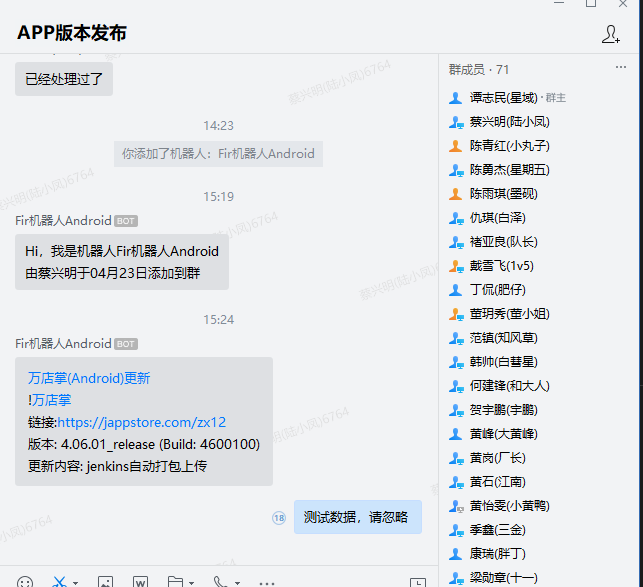 APP版本发布
已经处理过了
14:23
你添加了机器人：Fir机器人Android
15:19
Fir机器人Android BOT
Hi，我是机器人Fir机器人Android
由蔡兴明于04月23日添加到群
15:24
Fir机器人Android BOT
万店掌(Android)更新
!万店掌
链接:https://jappstore.com/zx12
版本: 4.06.01_release (Build: 4600100)
更新内容: jenkins自动打包上传
18
测试数据，请忽略
群成员 · 71
谭志民(星域) · 群主
蔡兴明(陆小凤)
陈青红(小丸子)
陈勇杰(星期五)
陈雨琪(墨砚)
仇琪(白泽)
褚亚良(队长)
戴雪飞(1v5)
丁侃(肥仔)
董玥秀(董小姐)
范镇(知风草)
韩帅(白彗星)
何建锋(和大人)
贺宇鹏(宇鹏)
黄峰(大黄峰)
黄岗(厂长)
黄石(江南)
黄怡雯(小黄鸭)
季鑫(三金)
康瑞(胖丁)
梁勋章(十一)
蔡兴明(陆小凤)6764